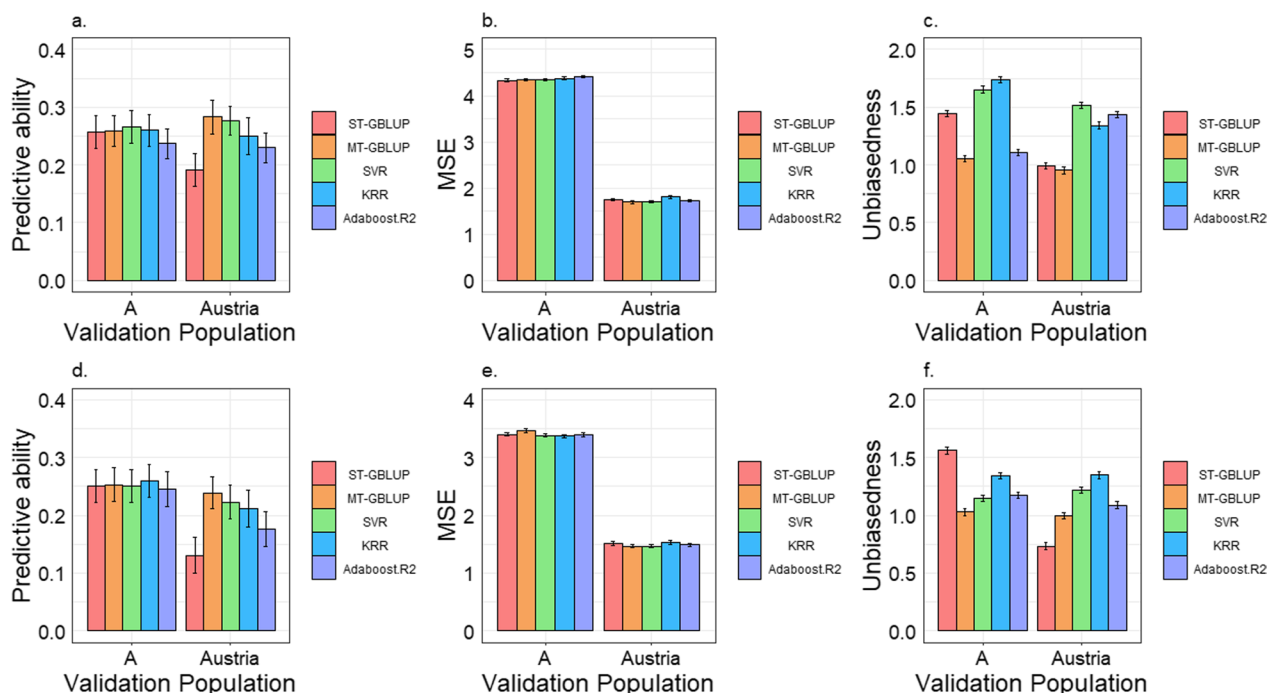 a.
0.4
0.3
0.2
0.1
0.0
Predictive ability
A Austria
Validation Population
ST-GBLUP
MT-GBLUP
SVR
KRR
Adaboost.R2
b.
5
4
3
2
1
0
MSE
A Austria
Validation Population
ST-GBLUP
MT-GBLUP
SVR
KRR
Adaboost.R2
c.
2.0
1.5
1.0
0.5
0.0
Unbiasedness
A Austria
Validation Population
ST-GBLUP
MT-GBLUP
SVR
KRR
Adaboost.R2
d.
0.4
0.3
0.2
0.1
0.0
Predictive ability
A Austria
Validation Population
ST-GBLUP
MT-GBLUP
SVR
KRR
Adaboost.R2
e.
4
3
2
1
0
MSE
A Austria
Validation Population
ST-GBLUP
MT-GBLUP
SVR
KRR
Adaboost.R2
f.
2.0
1.5
1.0
0.5
0.0
Unbiasedness
A Austria
Validation Population
ST-GBLUP
MT-GBLUP
SVR
KRR
Adaboost.R2